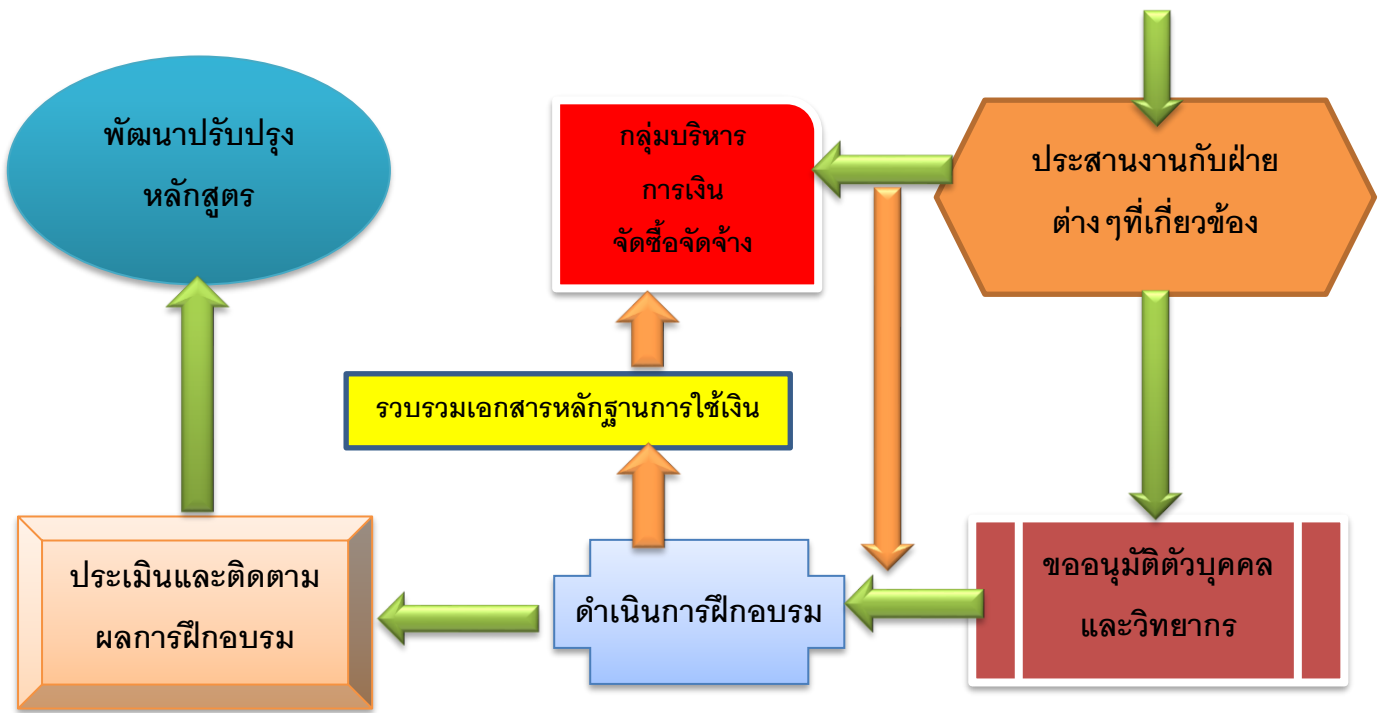 พัฒนาปรับปรุง
หลักสูตร
กลุ่มบริหาร
การเงิน
จัดซื้อจัดจ้าง
ประสานงานกับฝ่าย
ต่างๆที่เกี่ยวข้อง
รวบรวมเอกสารหลักฐานการใช้เงิน
ประเมินและติดตาม
ผลการฝึกอบรม
ดำเนินการฝึกอบรม
ขออนุมัติตัวบุคคล
และวิทยากร